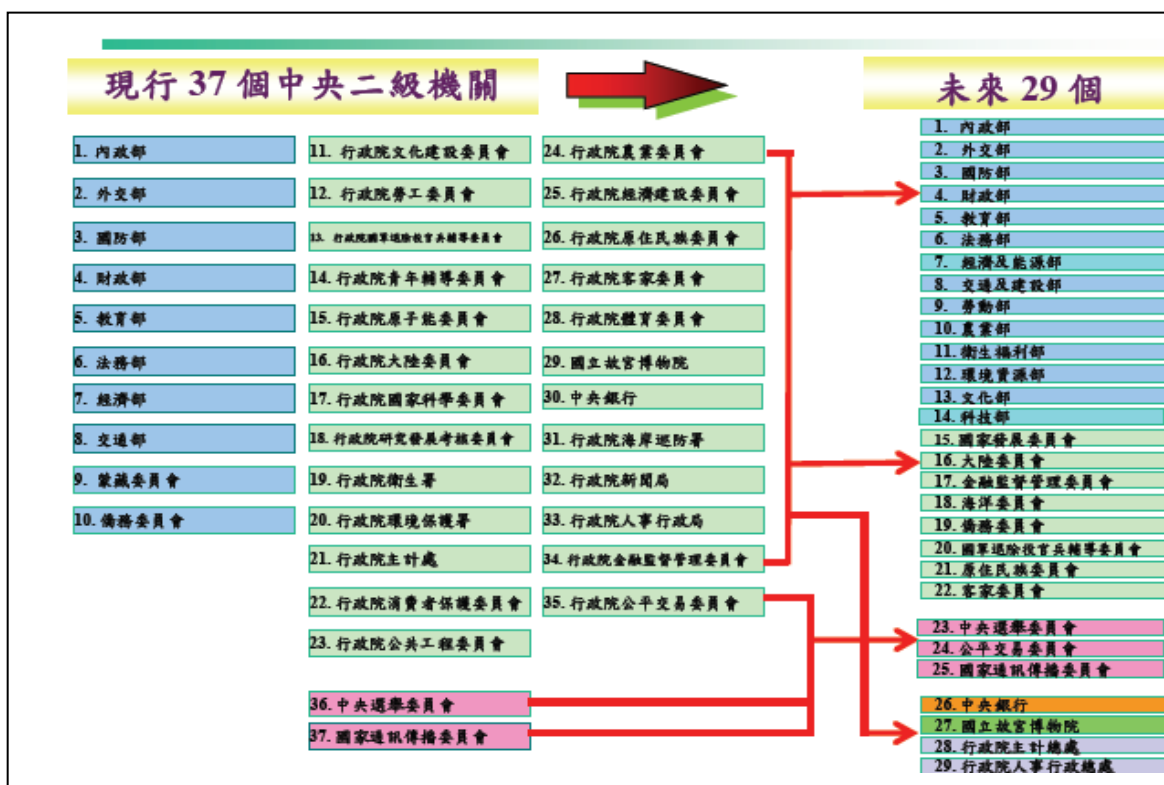 現行 37 個中央二級機關
未來 29 個
1. 內政部
2. 外交部
3. 國防部
4. 財政部
5. 教育部
6. 法務部
7. 經濟部
8. 交通部
9. 蒙藏委員會
10. 僑務委員會
11. 行政院文化建設委員會
12. 行政院勞工委員會
13. 行政院國軍退除役官兵輔導委員會
14. 行政院青年輔導委員會
15. 行政院原子能委員會
16. 行政院大陸委員會
17. 行政院國家科學委員會
18. 行政院研究發展考核委員會
19. 行政院衛生署
20. 行政院環境保護署
21. 行政院主計處
22. 行政院消費者保護委員會
23. 行政院公共工程委員會
24. 行政院農業委員會
25. 行政院經濟建設委員會
26. 行政院原住民族委員會
27. 行政院客家委員會
28. 行政院體育委員會
29. 國立故宮博物院
30. 中央銀行
31. 行政院海岸巡防署
32. 行政院新聞局
33. 行政院人事行政局
34. 行政院金融監督管理委員會
35. 行政院公平交易委員會
36. 中央選舉委員會
37. 國家通訊傳播委員會
1. 內政部
2. 外交部
3. 國防部
4. 財政部
5. 教育部
6. 法務部
7. 經濟及能源部
8. 交通及建設部
9. 勞動部
10. 農業部
11. 衛生福利部
12. 環境資源部
13. 文化部
14. 科技部
15. 國家發展委員會
16. 大陸委員會
17. 金融監督管理委員會
18. 海洋委員會
19. 僑務委員會
20. 國軍退除役官兵輔導委員會
21. 原住民族委員會
22. 客家委員會
23. 中央選舉委員會
24. 公平交易委員會
25. 國家通訊傳播委員會
26. 中央銀行
27. 國立故宮博物院
28. 行政院主計總處
29. 行政院人事行政總處